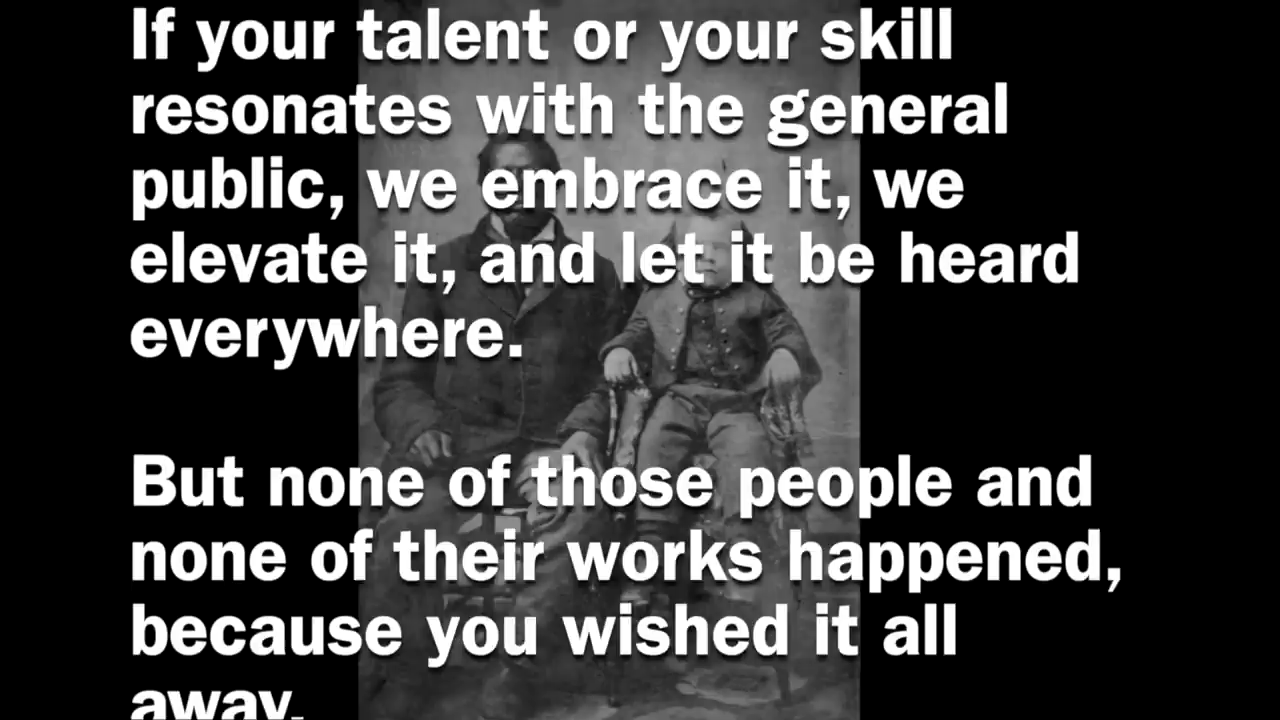 If your talent or your skill
resonates with the general
public, we embrace it, we
elevate it, and let it be heard
everywhere.
But none of those people and
none of their works happened,
because you wished it all
away.